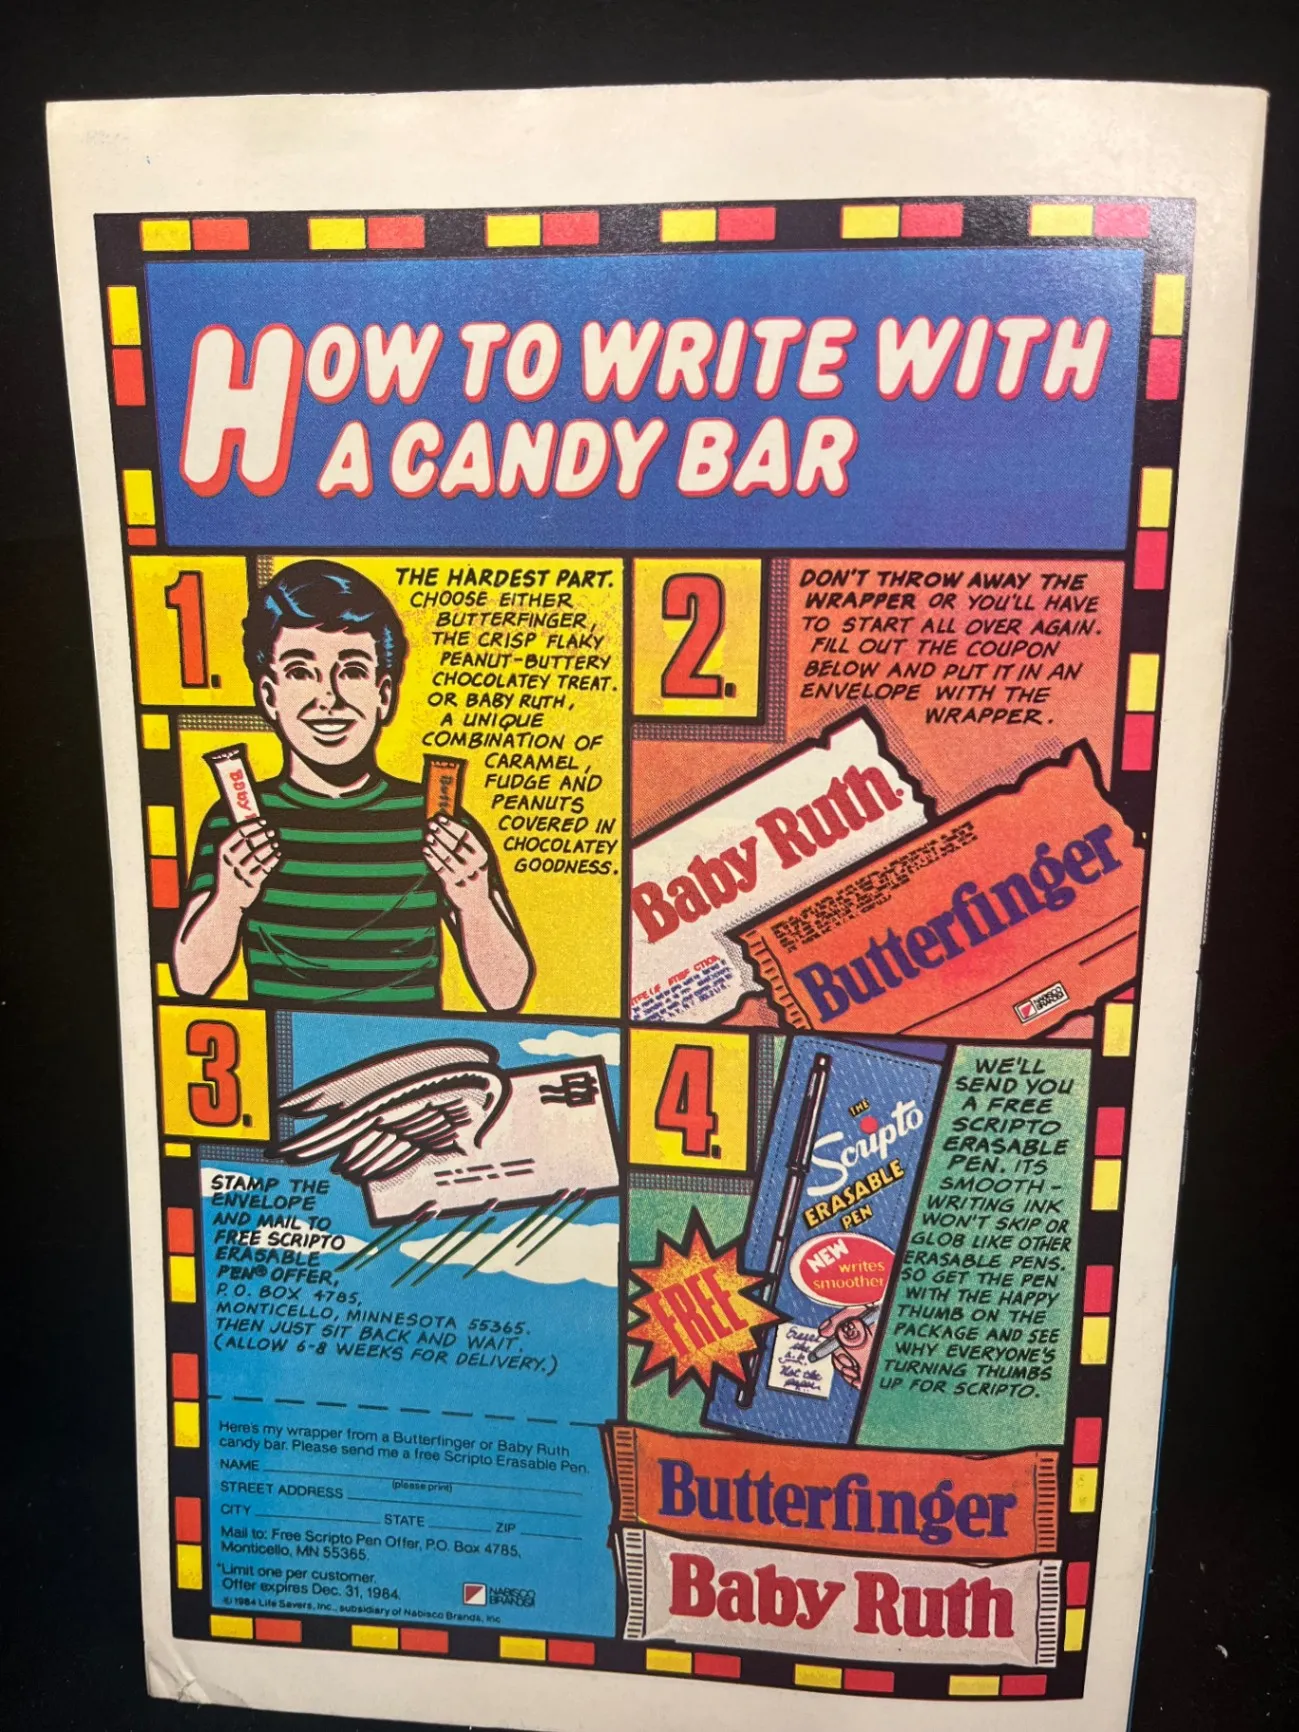 HOW TO WRITE WITH
A CANDY BAR
1.
THE HARDEST PART.
CHOOSE EITHER
BUTTERFINGER,
THE CRISP FLAKY
PEANUT-BUTTERY
CHOCOLATEY TREAT.
OR BABY RUTH,
A UNIQUE
COMBINATION OF
CARAMEL,
FUDGE AND
PEANUTS
COVERED IN
CHOCOLATEY
GOODNESS.
Baby
Butte
2.
DON'T THROW AWAY THE
WRAPPER OR YOU'LL HAVE
TO START ALL OVER AGAIN.
FILL OUT THE COUPON
BELOW AND PUT IT IN AN
ENVELOPE WITH THE
WRAPPER.
Baby Ruth.
Butterfinger
NABISCO
BRANDS
3.
STAMP THE
ENVELOPE
AND MAIL TO
FREE SCRIPTO
ERASABLE
PEN® OFFER,
P.O. BOX 4785,
MONTICELLO, MINNESOTA 55365.
THEN JUST SIT BACK AND WAIT.
(ALLOW 6-8 WEEKS FOR DELIVERY.)
4.
THE
Scripto
ERASABLE
PEN
NEW
writes
smoother
Erase
the
Not the
paper.
FREE
WE'LL
SEND YOU
A FREE
SCRIPTO
ERASABLE
PEN. ITS
SMOOTH-
WRITING INK
WON'T SKIP OR
GLOB LIKE OTHER
ERASABLE PENS.
SO GET THE PEN
WITH THE HAPPY
THUMB ON THE
PACKAGE AND SEE
WHY EVERYONE'S
TURNING THUMBS
UP FOR SCRIPTO.
Here's my wrapper from a Butterfinger or Baby Ruth
candy bar. Please send me a free Scripto Erasable Pen.
NAME
(please print)
STREET ADDRESS
CITY STATE ZIP
Mail to: Free Scripto Pen Offer, P.O. Box 4785,
Monticello, MN 55365.
*Limit one per customer.
Offer expires Dec. 31, 1984.
© 1984 Life Savers, Inc., subsidiary of Nabisco Brands, Inc.
NABISCO
BRANDS
Butterfinger
Baby Ruth